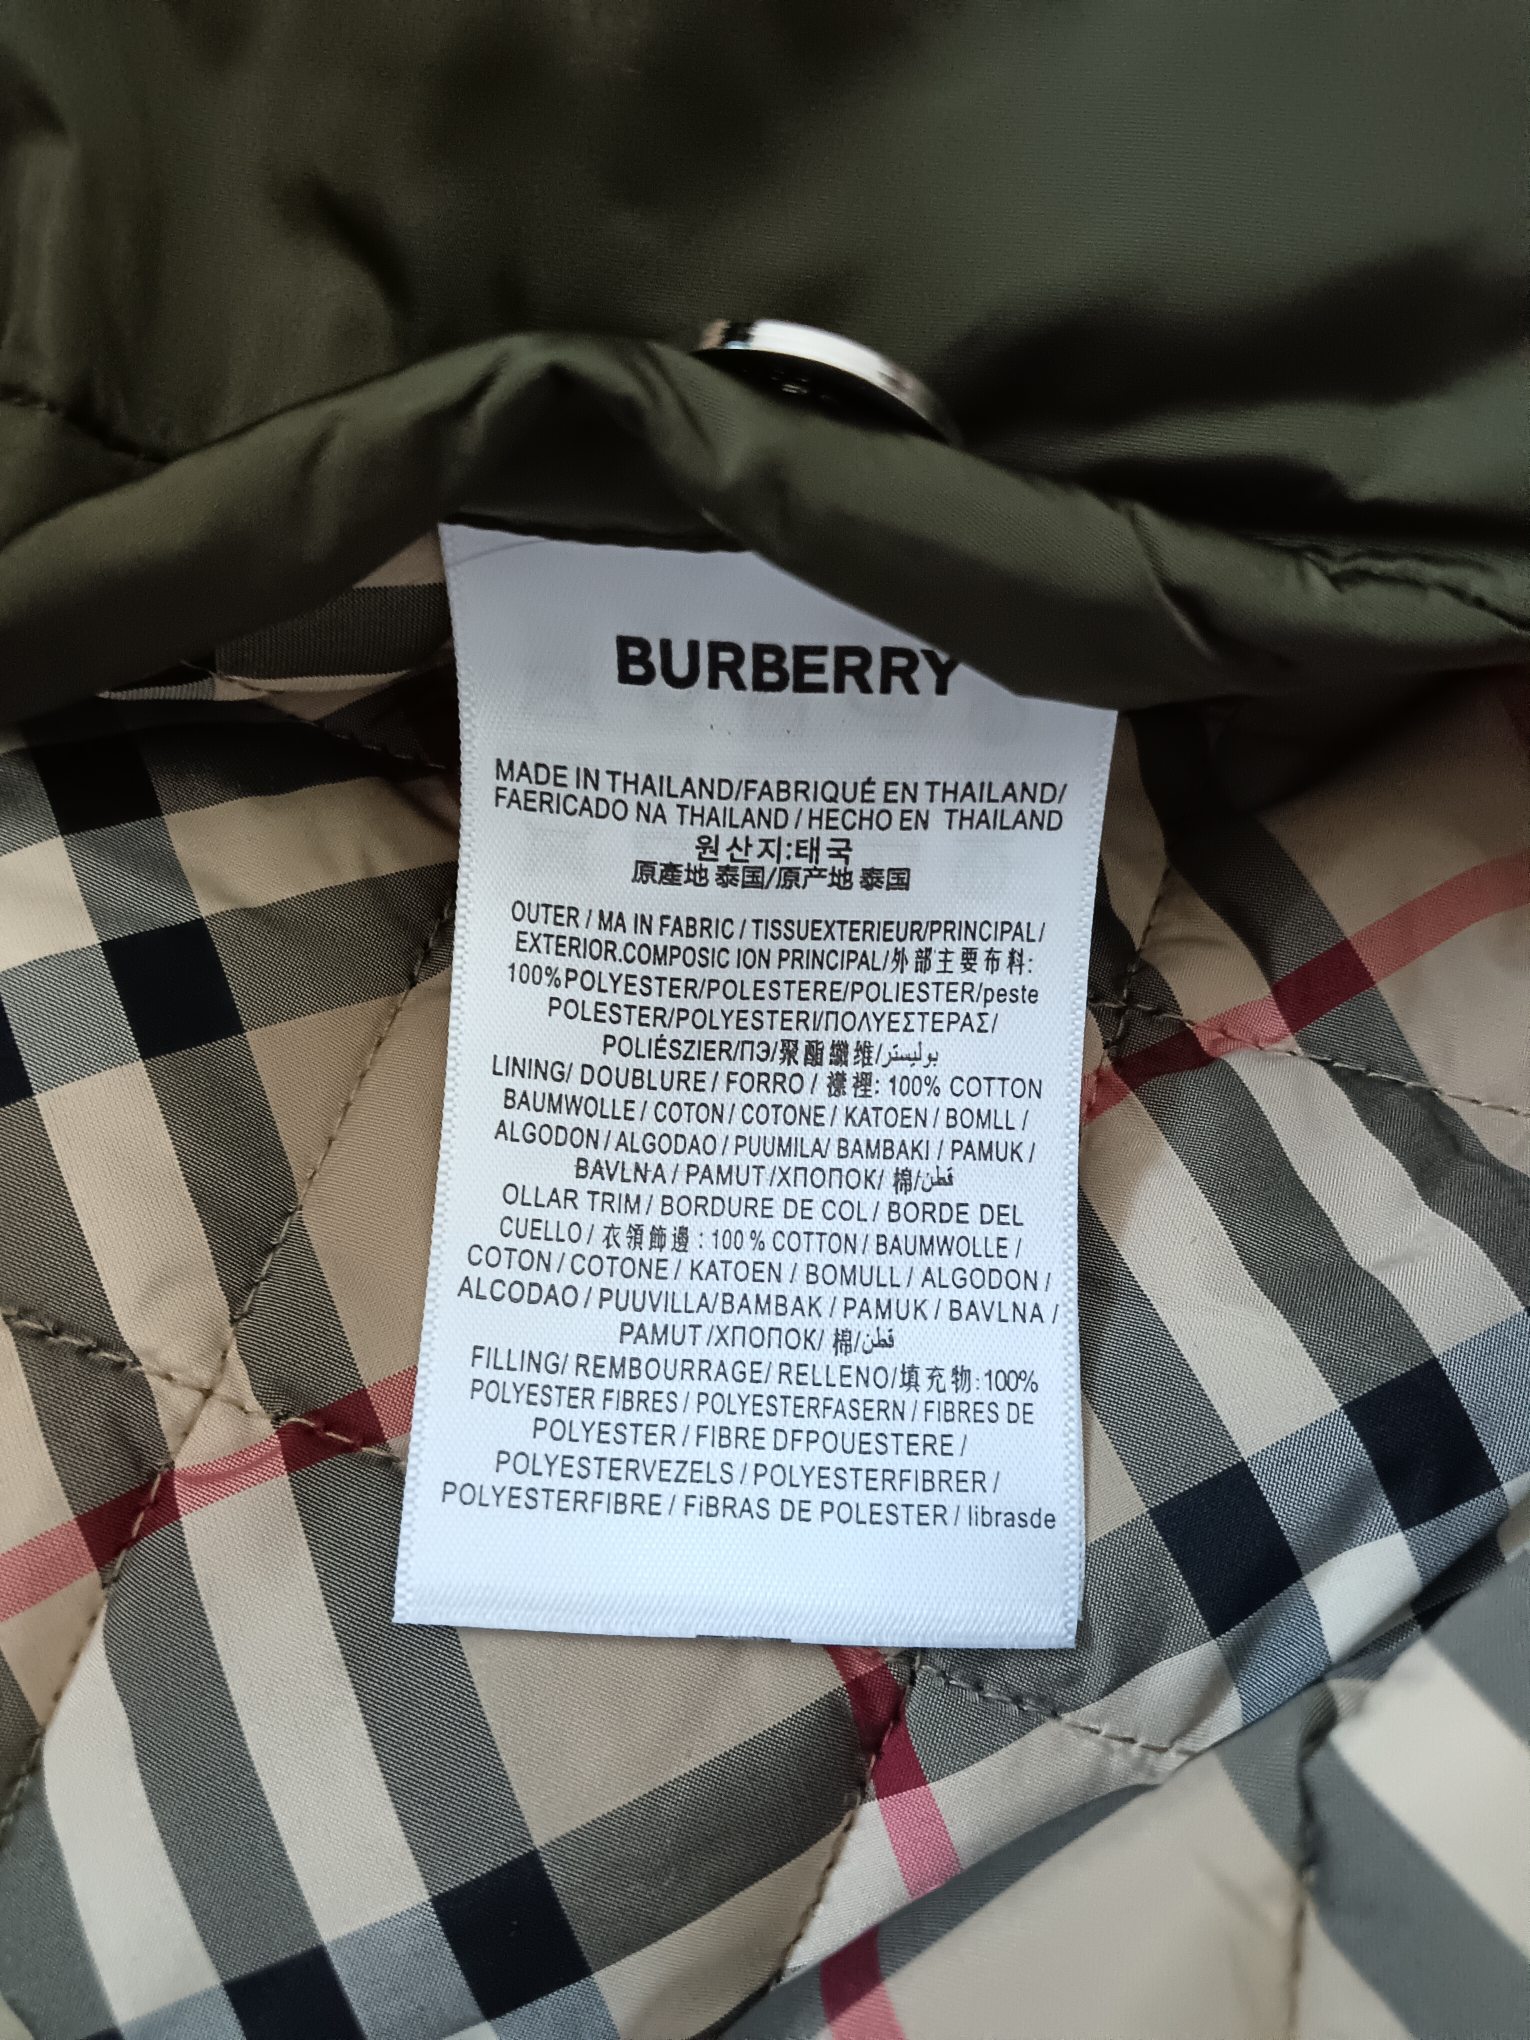 BURBERRY
MADE IN THAILAND/FABRIQUÉ EN THAILAND/
FAERICADO NA THAILAND / HECHO EN THAILAND
원산지:태국
原產地 泰国/原产地 泰国
OUTER / MA IN FABRIC / TISSUEXTERIEUR/PRINCIPAL/
EXTERIOR.COMPOSIC ION PRINCIPAL/外部主要布料:
100%POLYESTER/POLESTERE/POLIESTER/peste
POLESTER/POLYESTERI/ΠΟΛΥΕΣΤΕΡΑΣ/
POLIÉSZIER/ПЭ/聚酯纖维/بوليستر
LINING/ DOUBLURE / FORRO / 襟裡: 100% COTTON
BAUMWOLLE / COTON / COTONE / KATOEN / BOMLL /
ALGODON / ALGODAO / PUUMILA/ BAMBAKI / PAMUK /
BAVLN·A / PAMUT /ХПОПОК/ 棉/قطن
OLLAR TRIM / BORDURE DE COL / BORDE DEL
CUELLO / 衣領飾邊 : 100 % COTTON / BAUMWOLLE /
COTON / COTONE / KATOEN / BOMULL / ALGODON /
ALCODAO / PUUVILLA/BAMBAK / PAMUK / BAVLNA /
PAMUT /ХПОПОК/ 棉/قطن
FILLING/ REMBOURRAGE/ RELLENO/填充物:100%
POLYESTER FIBRES / POLYESTERFASERN / FIBRES DE
POLYESTER / FIBRE DFPOUESTERE /
POLYESTERVEZELS / POLYESTERFIBRER /
POLYESTERFIBRE / FiBRAS DE POLESTER / librasde